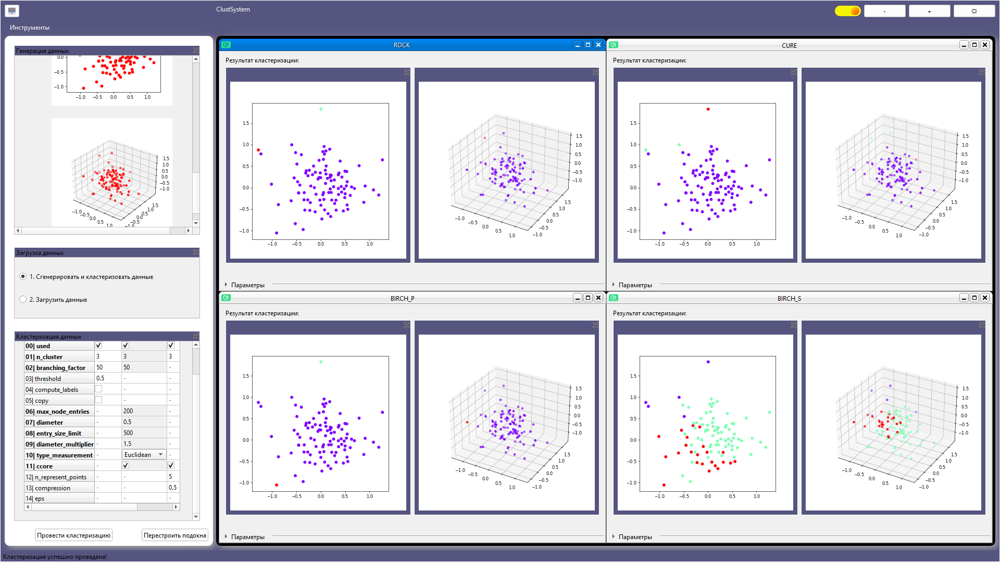 ClustSystem
-
+
Инструменты
Генерация данных
0.0
−0.5
−1.0
−1.0 −0.5 0.0 0.5 1.0
1.5
1.0
0.5
0.0
−0.5
−1.0
−1.0
−0.5
0.0
0.5
1.0
1.5
1.0
0.5
0.0
−0.5
−1.0
Загрузка данных
1. Сгенерировать и кластеризовать данные
2. Загрузить данные
Кластеризация данных
00| used
01| n_cluster 3 3 3
02| branching_factor 50 50 -
03| threshold 0.5 - -
04| compute_labels - -
05| copy - -
06| max_node_entries - 200 -
07| diameter - 0.5 -
08| entry_size_limit - 500 -
09| diameter_multiplier - 1.5 -
10| type_measurement - Euclidean -
11| ccore -
12| n_represent_points - - 5
13| compression - - 0.5
14| eps - - -
Провести кластеризацию
Перестроить подокна
Кластеризация успешно проведена!
Qt
ROCK
Результат кластеризации:
1.5
1.0
0.5
0.0
−0.5
−1.0
−1.0 −0.5 0.0 0.5 1.0
1.5
1.0
0.5
0.0
−0.5
−1.0
−1.0
−0.5
0.0
0.5
1.0
1.5
1.0
0.5
0.0
−0.5
−1.0
Параметры
Qt
CURE
Результат кластеризации:
1.5
1.0
0.5
0.0
−0.5
−1.0
−1.0 −0.5 0.0 0.5 1.0
1.5
1.0
0.5
0.0
−0.5
−1.0
−1.0
−0.5
0.0
0.5
1.0
1.5
1.0
0.5
0.0
−0.5
−1.0
Параметры
Qt
BIRCH_P
Результат кластеризации:
1.5
1.0
0.5
0.0
−0.5
−1.0
−1.0 −0.5 0.0 0.5 1.0
1.5
1.0
0.5
0.0
−0.5
−1.0
−1.0
−0.5
0.0
0.5
1.0
1.5
1.0
0.5
0.0
−0.5
−1.0
Параметры
Qt
BIRCH_S
Результат кластеризации:
1.5
1.0
0.5
0.0
−0.5
−1.0
−1.0 −0.5 0.0 0.5 1.0
1.5
1.0
0.5
0.0
−0.5
−1.0
−1.0
−0.5
0.0
0.5
1.0
1.5
1.0
0.5
0.0
−0.5
−1.0
Параметры